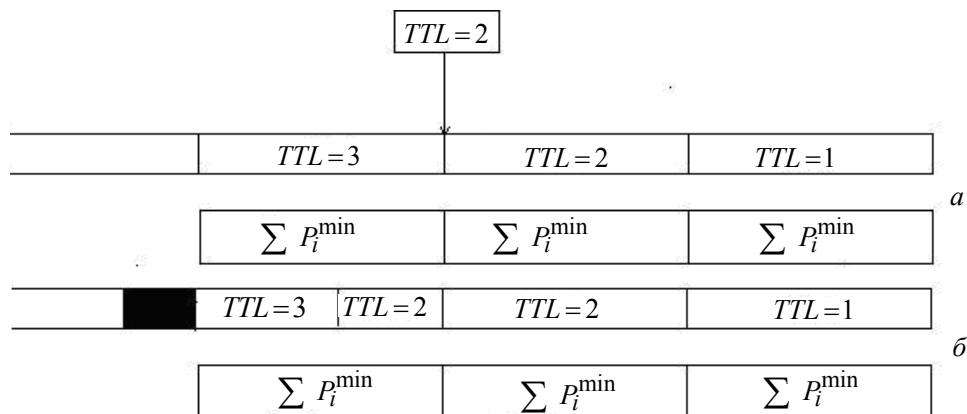 TTL = 2
TTL = 3 TTL = 2 TTL = 1
а
∑ P_i^min ∑ P_i^min ∑ P_i^min
TTL = 3 TTL = 2 TTL = 2 TTL = 1
б
∑ P_i^min ∑ P_i^min ∑ P_i^min